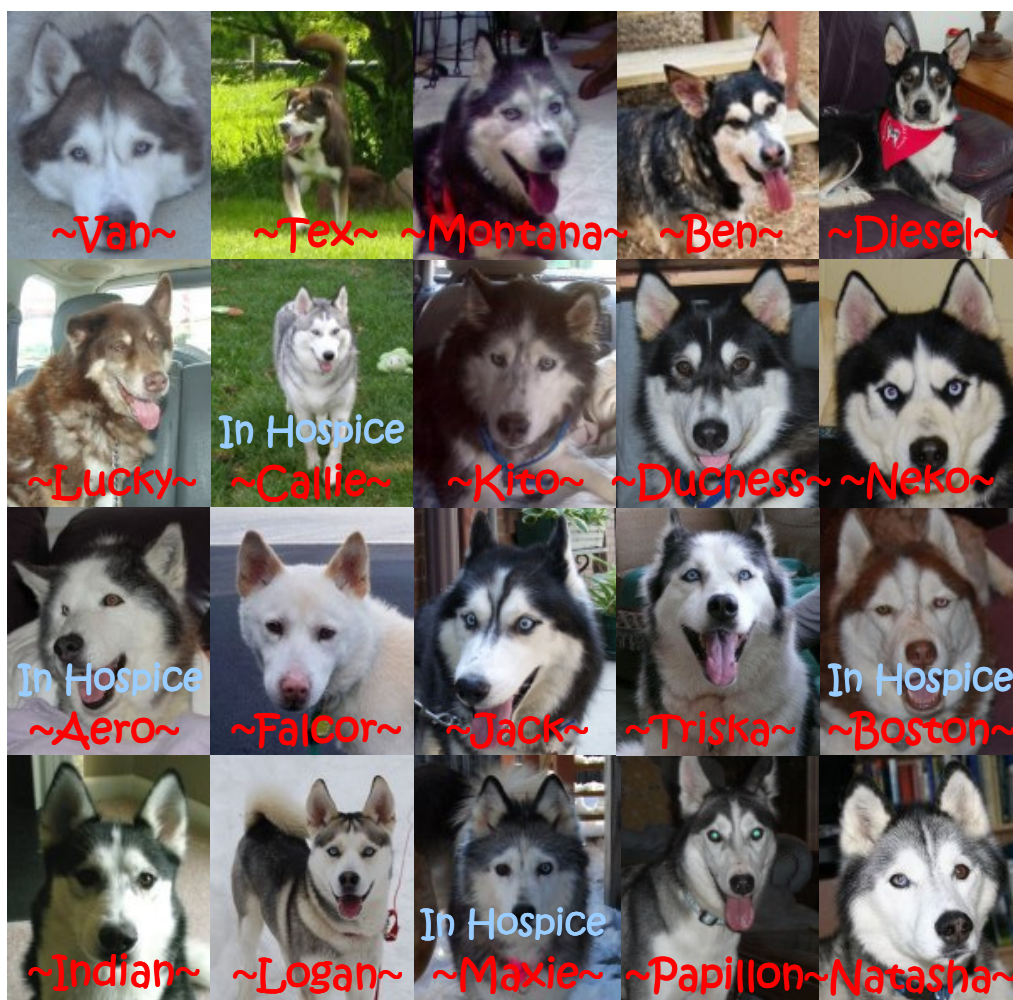 ~Van~
~Tex~
~Montana~
~Ben~
~Diesel~
~Lucky~
In Hospice
~Callie~
~Kito~
~Duchess~
~Neko~
In Hospice
~Aero~
~Falcor~
~Jack~
~Triska~
In Hospice
~Boston~
~Indian~
~Logan~
In Hospice
~Maxie~
~Papillon~
~Natasha~